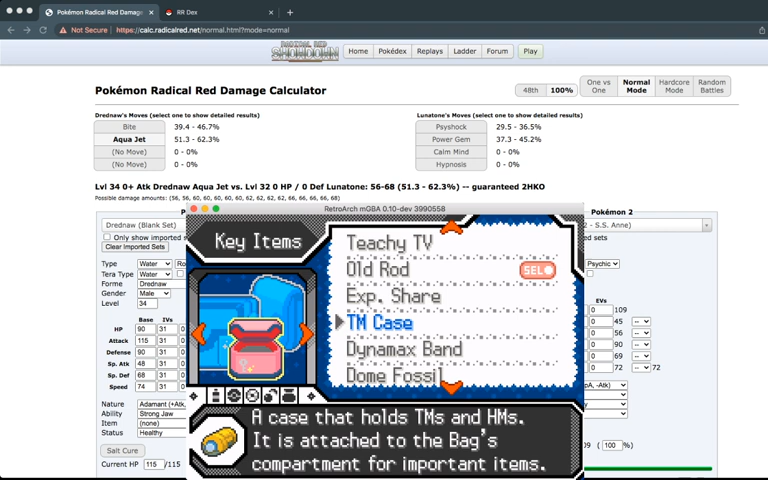 Pokémon Radical Red Damage
RR Dex
Not Secure
https://calc.radicalred.net/normal.html?mode=normal
RADICAL RED
SHOWDOWN
Home
Pokédex
Replays
Ladder
Forum
Play
Pokémon Radical Red Damage Calculator
48th
100%
One vs One
Normal Mode
Hardcore Mode
Random Battles
Drednaw's Moves (select one to show detailed results)
Bite 39.4 - 46.7%
Aqua Jet 51.3 - 62.3%
(No Move) 0 - 0%
(No Move) 0 - 0%
Lunatone's Moves (select one to show detailed results)
Psyshock 29.5 - 36.5%
Power Gem 37.3 - 45.2%
Calm Mind 0 - 0%
Hypnosis 0 - 0%
Lvl 34 0+ Atk Drednaw Aqua Jet vs. Lvl 32 0 HP / 0 Def Lunatone: 56-68 (51.3 - 62.3%) -- guaranteed 2HKO
Possible damage amounts: (56, 56, 60, 60, 60, 60, 60, 62, 62, 62, 62, 66, 66, 66, 66, 68)
RetroArch mGBA 0.10-dev 3990558
Drednaw (Blank Set)
Only show imported
Clear Imported Sets
Type Water
Tera Type Water
Forme Drednaw
Gender Male
Level 34
Base IVs
HP 90 31
Attack 115 31
Defense 90 31
Sp. Atk 48 31
Sp. Def 68 31
Speed 74 31
Nature Adamant (+Atk,
Ability Strong Jaw
Item (none)
Status Healthy
Salt Cure
Current HP 115 /115
Key Items
Teachy TV
Old Rod
SEL
Exp. Share
TM Case
Dynamax Band
Dome Fossil
A case that holds TMs and HMs.
It is attached to the Bag's
compartment for important items.
Pokémon 2
- S.S. Anne)
Psychic
EVs
0 109
0 45 --
0 56 --
0 90 --
0 69 --
0 72 -- 72
, -Atk)
( 100 %)